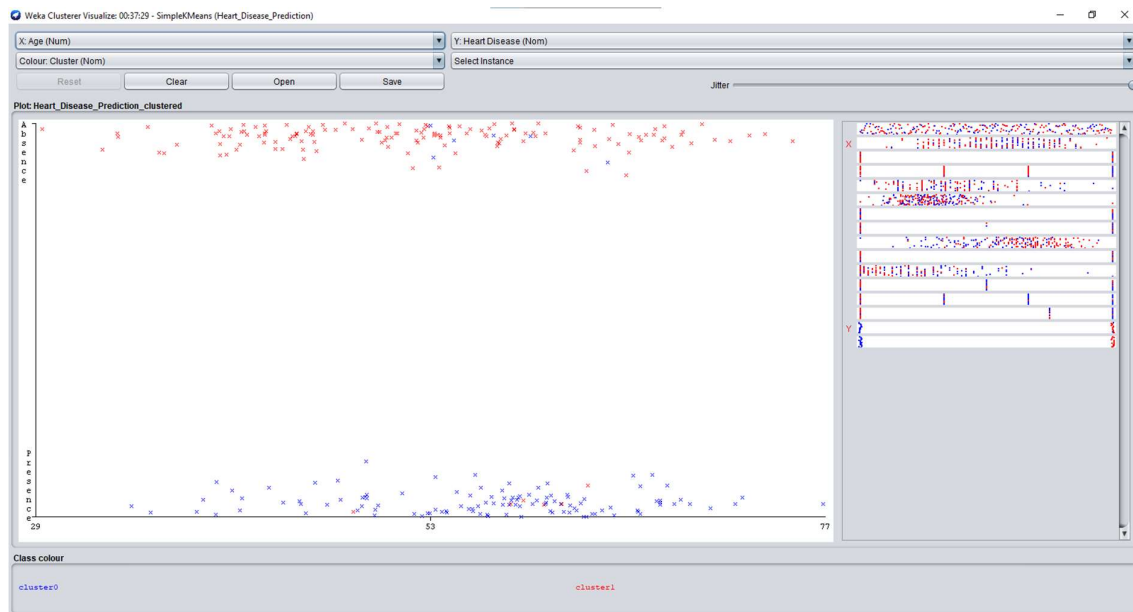 Weka Clusterer Visualize: 00:37:29 - SimpleKMeans (Heart_Disease_Prediction)
X: Age (Num) Y: Heart Disease (Nom)
Colour: Cluster (Nom) Select Instance
Reset Clear Open Save Jitter
Plot: Heart_Disease_Prediction_clustered
Absence
X
Y
Presence
29 53 77
Class colour
cluster0 cluster1